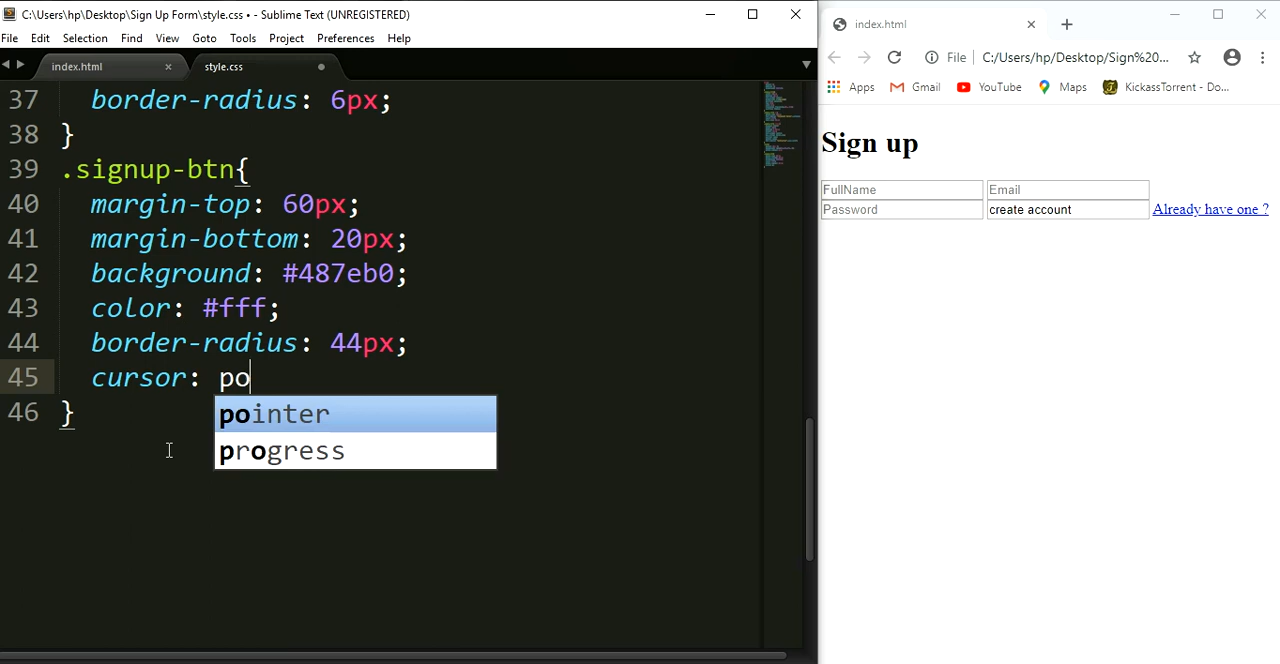 C:\Users\hp\Desktop\Sign Up Form\style.css • - Sublime Text (UNREGISTERED)
File Edit Selection Find View Goto Tools Project Preferences Help
index.html × style.css
37 border-radius: 6px;
38 }
39 .signup-btn{
40 margin-top: 60px;
41 margin-bottom: 20px;
42 background: #487eb0;
43 color: #fff;
44 border-radius: 44px;
45 cursor: po
46 }
pointer
progress
index.html
File C:/Users/hp/Desktop/Sign%20...
Apps Gmail YouTube Maps KickassTorrent - Do...
Sign up
FullName Email
Password create account Already have one ?